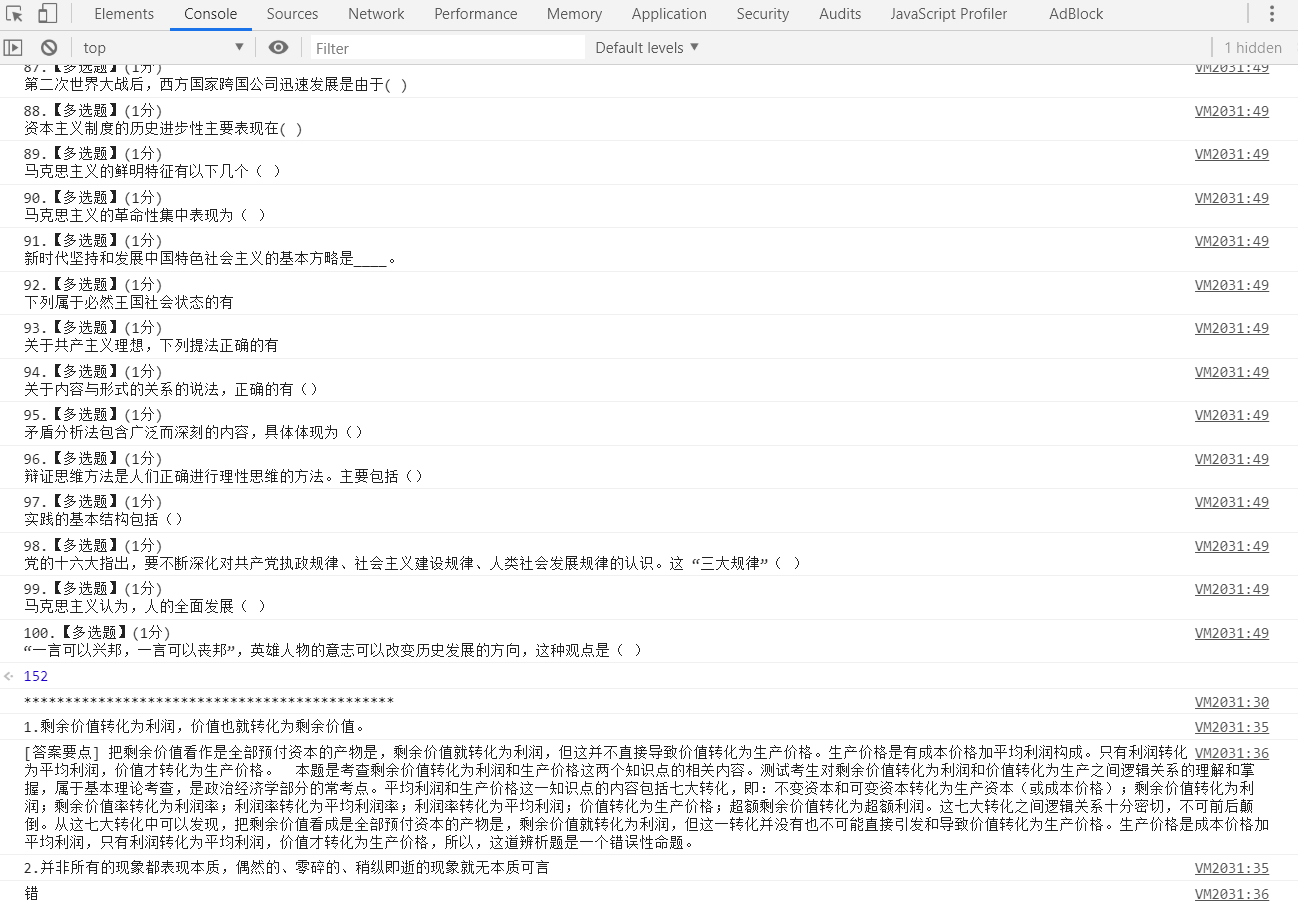 Elements Console Sources Network Performance Memory Application Security Audits JavaScript Profiler AdBlock
top Filter Default levels 1 hidden
87.【多选题】(1分) VM2031:49
第二次世界大战后，西方国家跨国公司迅速发展是由于( )
88.【多选题】(1分) VM2031:49
资本主义制度的历史进步性主要表现在( )
89.【多选题】(1分) VM2031:49
马克思主义的鲜明特征有以下几个（ ）
90.【多选题】(1分) VM2031:49
马克思主义的革命性集中表现为（ ）
91.【多选题】(1分) VM2031:49
新时代坚持和发展中国特色社会主义的基本方略是____。
92.【多选题】(1分) VM2031:49
下列属于必然王国社会状态的有
93.【多选题】(1分) VM2031:49
关于共产主义理想，下列提法正确的有
94.【多选题】(1分) VM2031:49
关于内容与形式的关系的说法，正确的有（）
95.【多选题】(1分) VM2031:49
矛盾分析法包含广泛而深刻的内容，具体体现为（）
96.【多选题】(1分) VM2031:49
辩证思维方法是人们正确进行理性思维的方法。主要包括（）
97.【多选题】(1分) VM2031:49
实践的基本结构包括（）
98.【多选题】(1分) VM2031:49
党的十六大指出，要不断深化对共产党执政规律、社会主义建设规律、人类社会发展规律的认识。这 “三大规律”（ ）
99.【多选题】(1分) VM2031:49
马克思主义认为，人的全面发展（ ）
100.【多选题】(1分) VM2031:49
“一言可以兴邦，一言可以丧邦”，英雄人物的意志可以改变历史发展的方向，这种观点是（ ）
152
********************************************* VM2031:30
1.剩余价值转化为利润，价值也就转化为剩余价值。 VM2031:35
[答案要点] 把剩余价值看作是全部预付资本的产物是，剩余价值就转化为利润，但这并不直接导致价值转化为生产价格。生产价格是有成本价格加平均利润构成。只有利润转化 VM2031:36
为平均利润，价值才转化为生产价格。 本题是考查剩余价值转化为利润和生产价格这两个知识点的相关内容。测试考生对剩余价值转化为利润和价值转化为生产之间逻辑关系的理解和掌
握，属于基本理论考查，是政治经济学部分的常考点。平均利润和生产价格这一知识点的内容包括七大转化，即：不变资本和可变资本转化为生产资本（或成本价格）；剩余价值转化为利
润；剩余价值率转化为利润率；利润率转化为平均利润率；利润率转化为平均利润；价值转化为生产价格；超额剩余价值转化为超额利润。这七大转化之间逻辑关系十分密切，不可前后颠
倒。从这七大转化中可以发现，把剩余价值看成是全部预付资本的产物是，剩余价值就转化为利润，但这一转化并没有也不可能直接引发和导致价值转化为生产价格。生产价格是成本价格加
平均利润，只有利润转化为平均利润，价值才转化为生产价格，所以，这道辨析题是一个错误性命题。
2.并非所有的现象都表现本质，偶然的、零碎的、稍纵即逝的现象就无本质可言 VM2031:35
错 VM2031:36